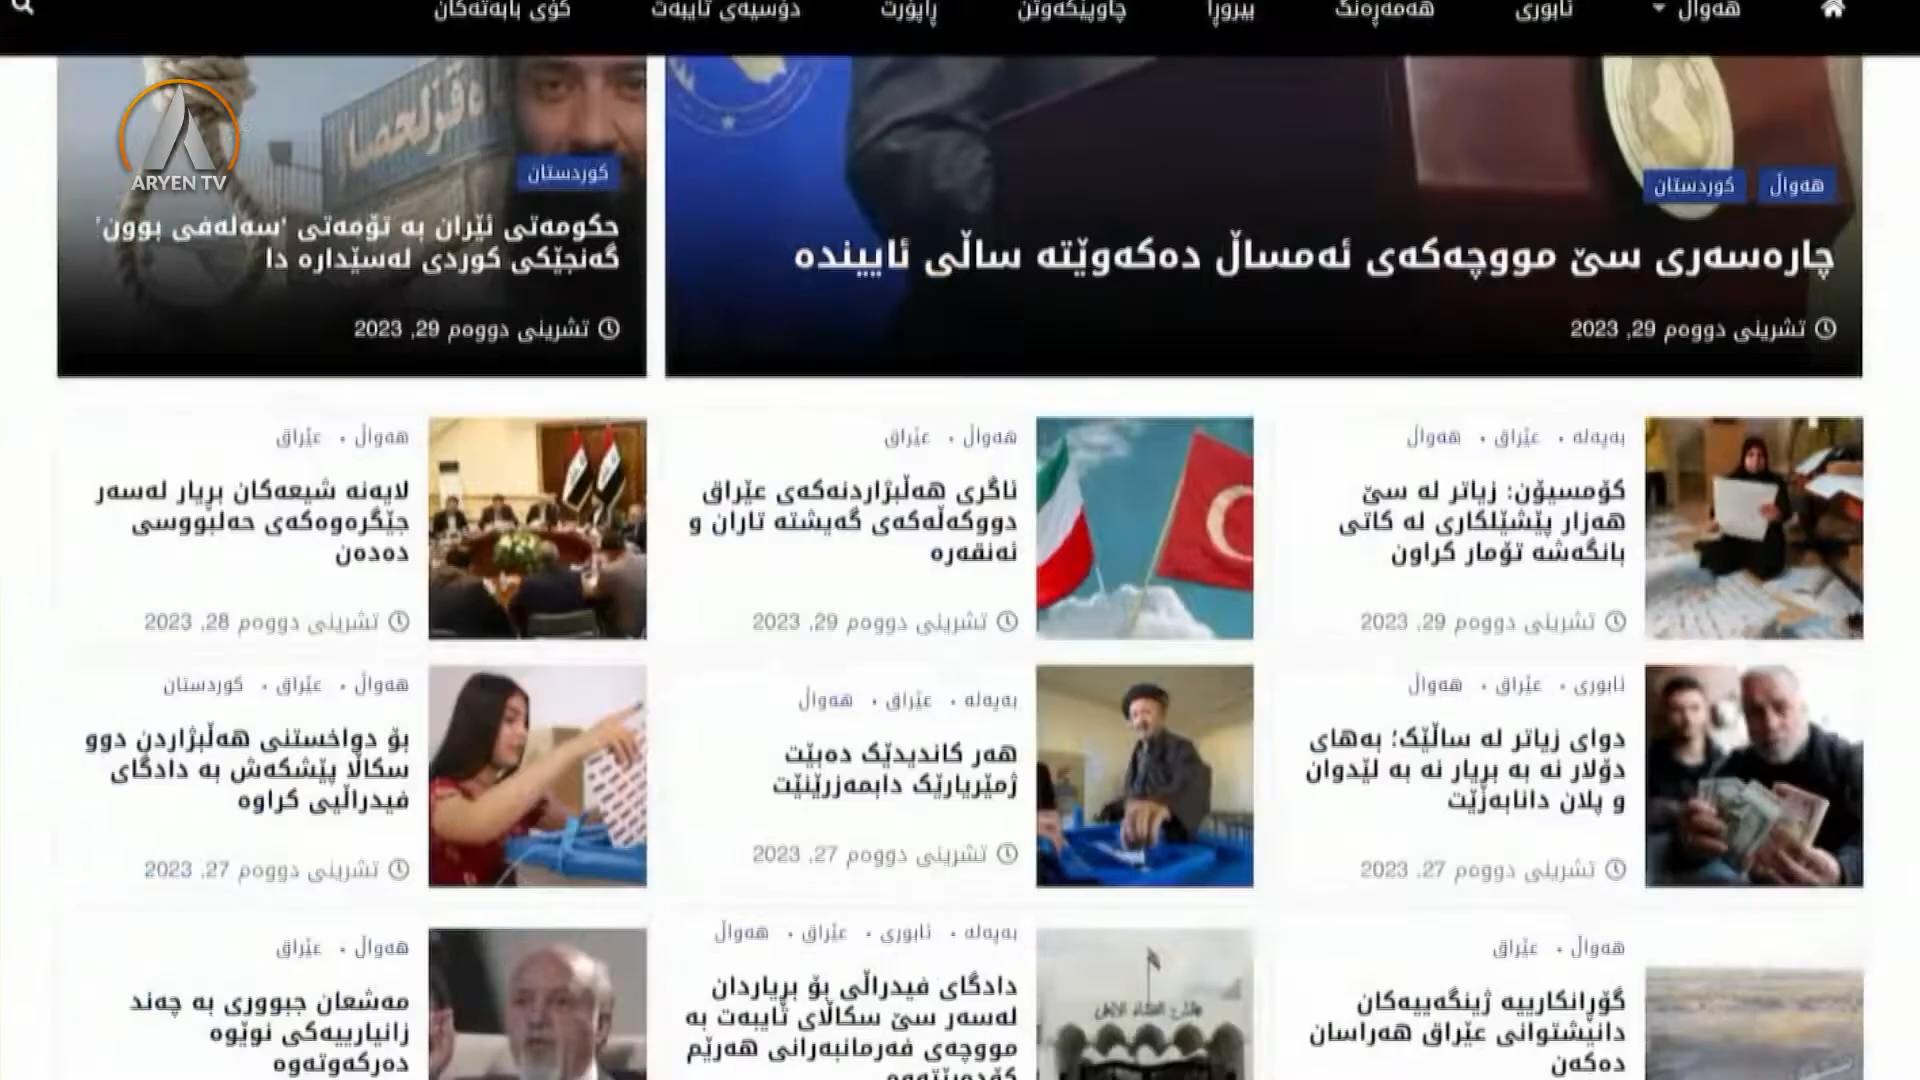 هەواڵ
ئابوری
هەمەڕەنگ
بیروڕا
چاوپێکەوتن
ڕاپۆرت
دۆسیەی تایبەت
کۆی بابەتەکان
هەواڵ
کوردستان
چارەسەری سێ مووچەکەی ئەمساڵ دەکەوێتە ساڵی ئاییندە
تشرینی دووەم 29, 2023
ARYEN TV
کوردستان
حکومەتی ئێران بە تۆمەتی 'سەلەفی بوون'
گەنجێکی کوردی لەسێدارە دا
تشرینی دووەم 29, 2023
بەپەلە • عێراق • هەواڵ
کۆمسیۆن: زیاتر لە سێ
هەزار پێشێلکاری لە کاتی
بانگەشە تۆمار کراون
تشرینی دووەم 29, 2023
هەواڵ • عێراق
ئاگری هەڵبژاردنەکەی عێراق
دووکەڵەکەی گەیشتە تاران و
ئەنقەرە
تشرینی دووەم 29, 2023
هەواڵ • عێراق
لایەنە شیعەکان بڕیار لەسەر
جێگرەوەکەی حەلبووسی
دەدەن
تشرینی دووەم 28, 2023
ئابوری • عێراق • هەواڵ
دوای زیاتر لە ساڵێک؛ بەهای
دۆلار نە بە بڕیار نە بە لێدوان
و پلان دانابەزێت
تشرینی دووەم 27, 2023
بەپەلە • عێراق • هەواڵ
هەر کاندیدێک دەبێت
ژمێریارێک دابمەزرێنێت
تشرینی دووەم 27, 2023
هەواڵ • عێراق • کوردستان
بۆ دواخستنی هەڵبژاردن دوو
سکاڵا پێشکەش بە دادگای
فیدراڵیی کراوە
تشرینی دووەم 27, 2023
هەواڵ • عێراق
گۆڕانکارییە ژینگەییەکان
دانیشتوانی عێراق هەراسان
دەکەن
بەپەلە • ئابوری • عێراق • هەواڵ
دادگای فیدراڵی بۆ بڕیاردان
لەسەر سێ سکاڵای تایبەت بە
مووچەی فەرمانبەرانی هەرێم
هەواڵ • عێراق
مەشعان جبووری بە چەند
زانیارییەکی نوێوە
دەرکەوتەوە